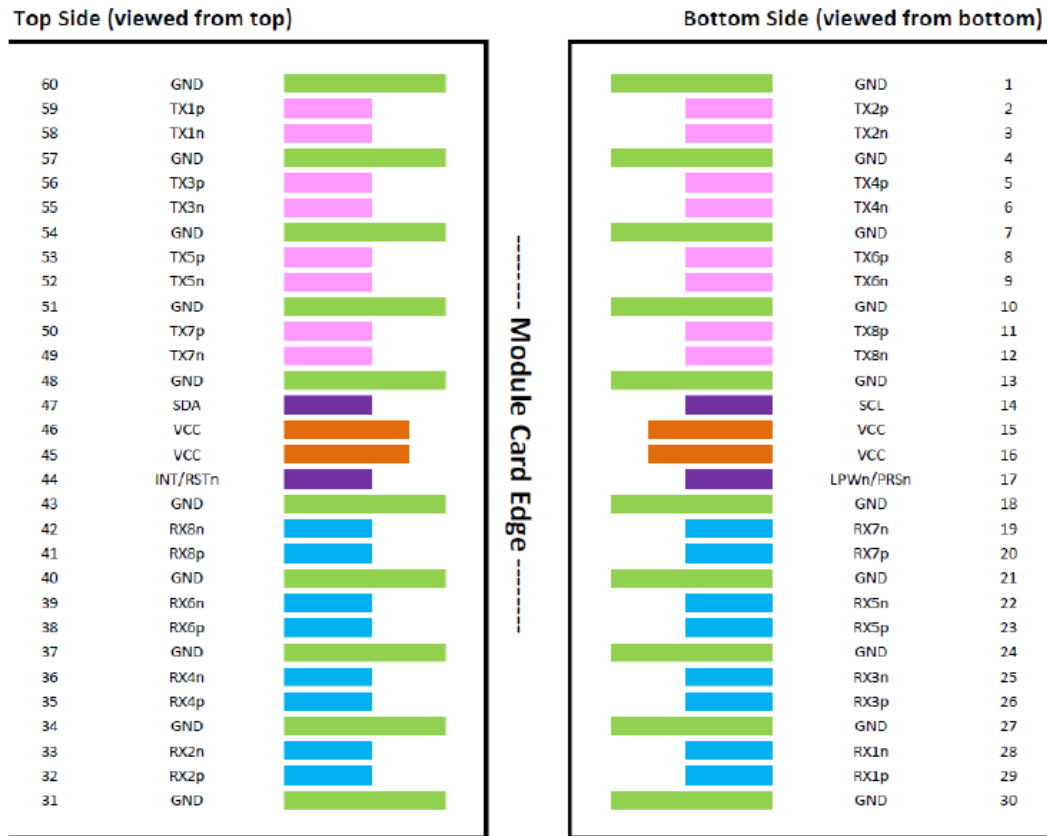 Top Side (viewed from top)
60 GND
59 TX1p
58 TX1n
57 GND
56 TX3p
55 TX3n
54 GND
53 TX5p
52 TX5n
51 GND
50 TX7p
49 TX7n
48 GND
47 SDA
46 VCC
45 VCC
44 INT/RSTn
43 GND
42 RX8n
41 RX8p
40 GND
39 RX6n
38 RX6p
37 GND
36 RX4n
35 RX4p
34 GND
33 RX2n
32 RX2p
31 GND
-------- Module Card Edge --------
Bottom Side (viewed from bottom)
GND 1
TX2p 2
TX2n 3
GND 4
TX4p 5
TX4n 6
GND 7
TX6p 8
TX6n 9
GND 10
TX8p 11
TX8n 12
GND 13
SCL 14
VCC 15
VCC 16
LPWn/PRSn 17
GND 18
RX7n 19
RX7p 20
GND 21
RX5n 22
RX5p 23
GND 24
RX3n 25
RX3p 26
GND 27
RX1n 28
RX1p 29
GND 30